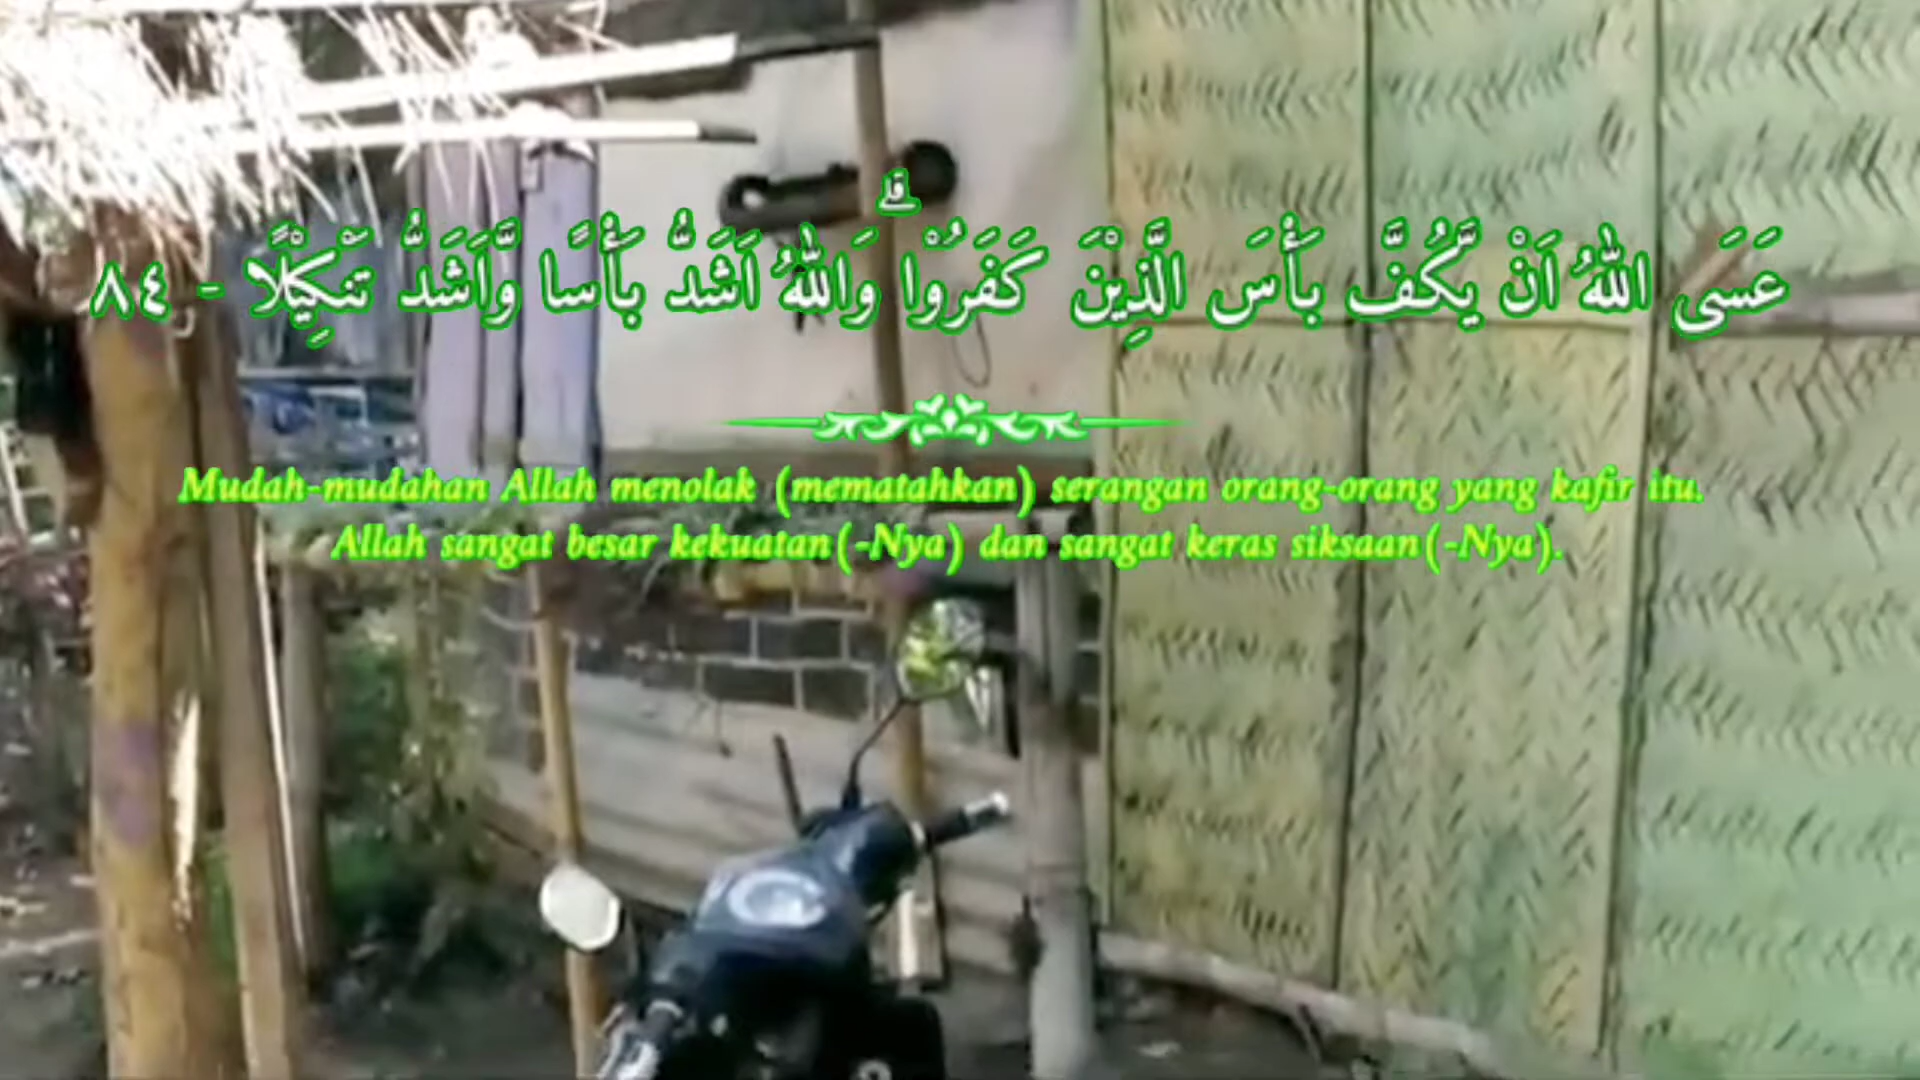 عَسَى اللّٰهُ اَنْ يَّكُفَّ بَأْسَ الَّذِيْنَ كَفَرُوْاۗ وَاللّٰهُ اَشَدُّ بَأْسًا وَّاَشَدُّ تَنْكِيْلًا - ٨٤
Mudah-mudahan Allah menolak (mematahkan) serangan orang-orang yang kafir itu.
Allah sangat besar kekuatan(-Nya) dan sangat keras siksaan(-Nya).